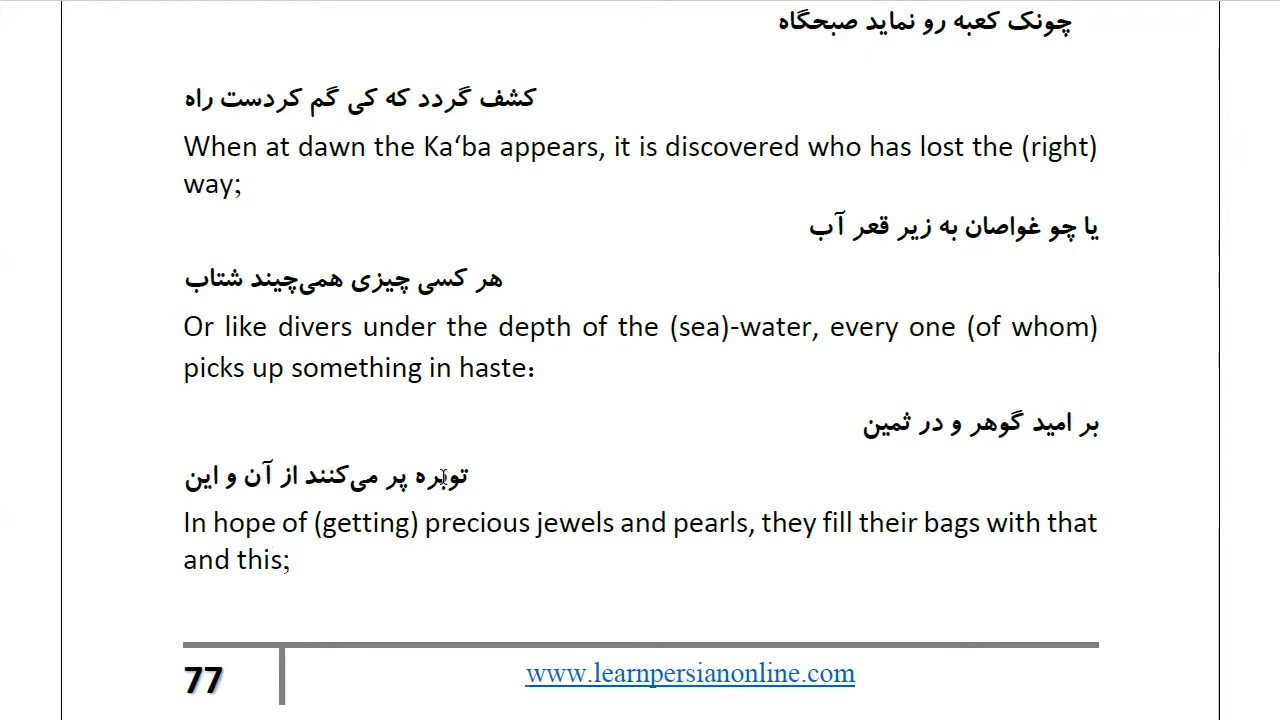 چونک کعبه رو نماید صبحگاه
کشف گردد که کی گم کردست راه
When at dawn the Ka‘ba appears, it is discovered who has lost the (right)
way;
یا چو غواصان به زیر قعر آب
هر کسی چیزی همی‌چیند شتاب
Or like divers under the depth of the (sea)-water, every one (of whom)
picks up something in haste:
بر امید گوهر و در ثمین
توبره پر می‌کنند از آن و این
In hope of (getting) precious jewels and pearls, they fill their bags with that
and this;
77
www.learnpersianonline.com